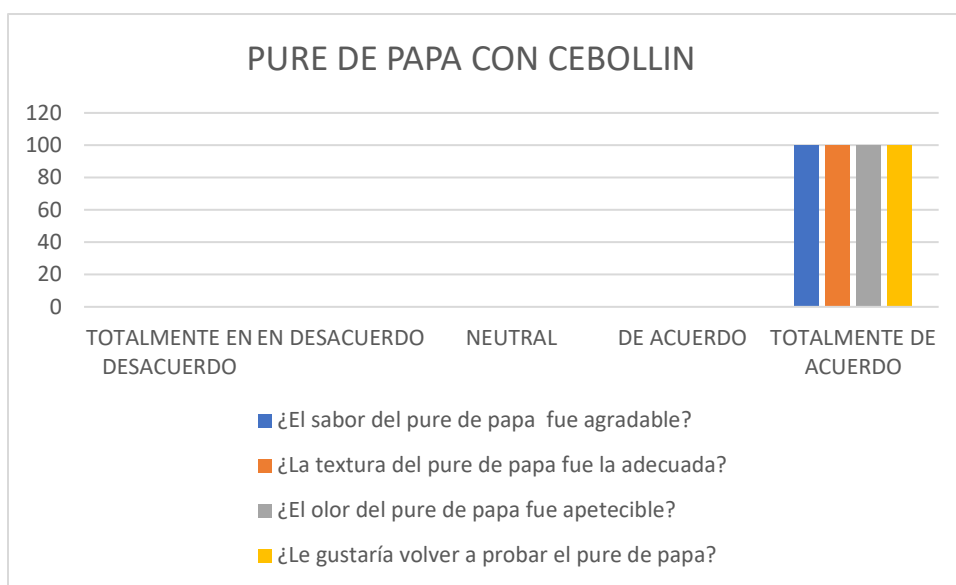 PURE DE PAPA CON CEBOLLIN
120
100
80
60
40
20
0
TOTALMENTE EN DESACUERDO
EN DESACUERDO
NEUTRAL
DE ACUERDO
TOTALMENTE DE ACUERDO
¿El sabor del pure de papa  fue agradable?
¿La textura del pure de papa fue la adecuada?
¿El olor del pure de papa fue apetecible?
¿Le gustaría volver a probar el pure de papa?